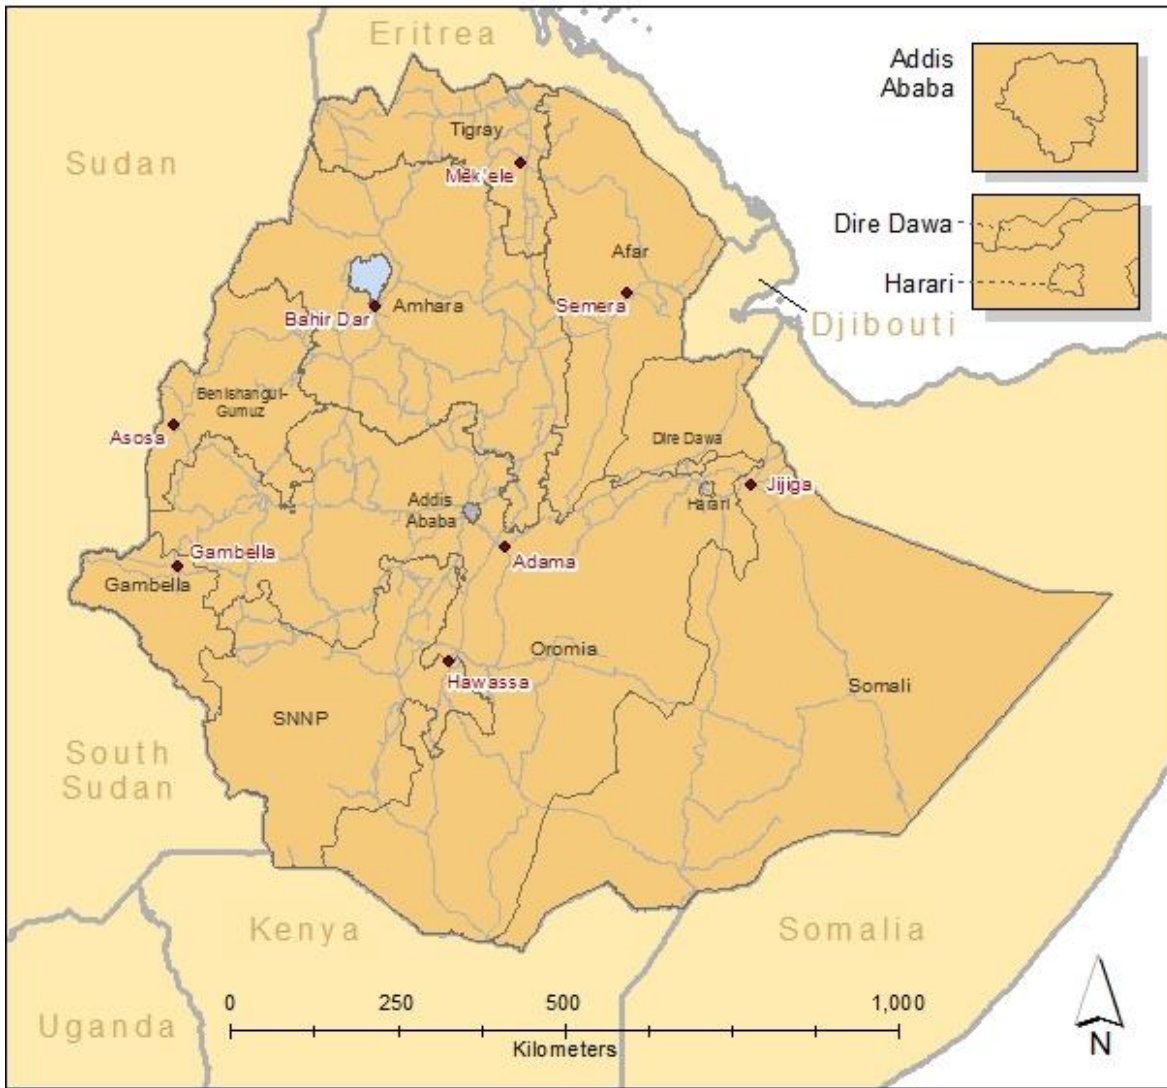 Eritrea
Addis
Ababa
Sudan
Tigray
Mek'ele
Dire Dawa
Afar
Harari
Semera
Bahir Dar
Amhara
Djibouti
Benishangul-
Gumuz
Asosa
Dire Dawa
Jijiga
Harari
Addis
Ababa
Gambella
Adama
Gambella
Oromia
Hawassa
Somali
SNNP
South
Sudan
Kenya
Somalia
0 250 500 1,000
Uganda
Kilometers
N